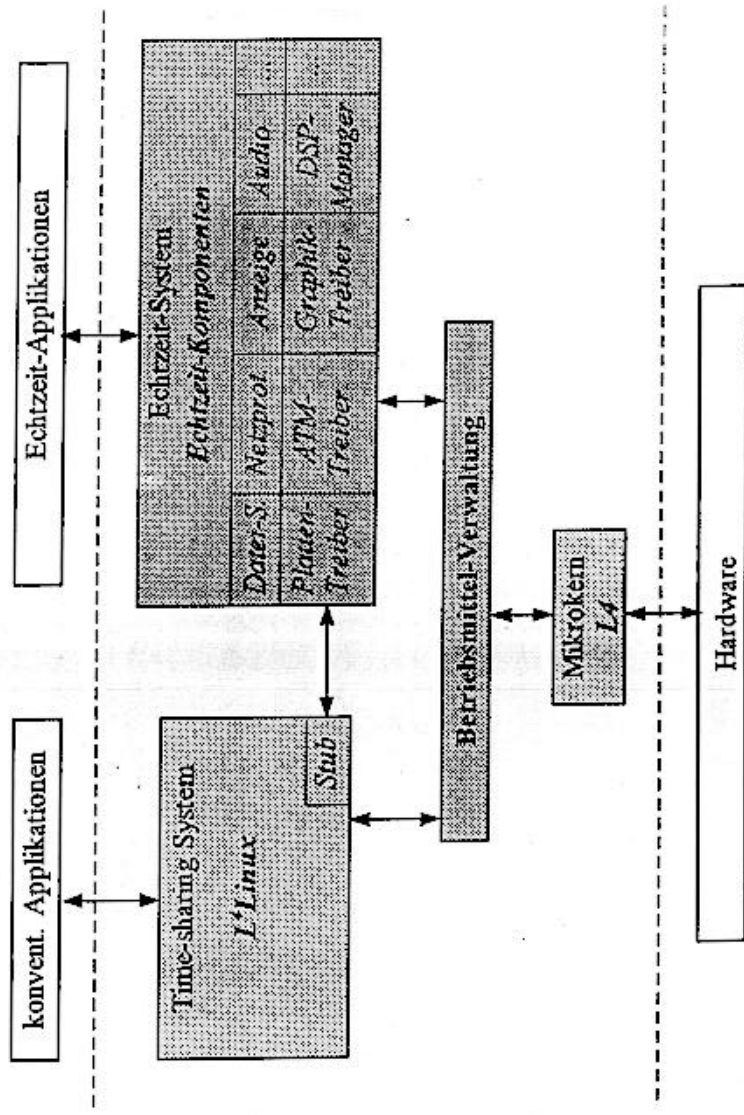 konvent. Applikationen
Echtzeit-Applikationen
Time-sharing System
L⁴Linux
Stub
Echtzeit-System
Echtzeit-Komponenten
Daten-S.
Netzprot.
Anzeige
Audio
...
Platten-
Treiber
ATM-
Treiber
Graphik-
Treiber
DSP-
Manager
...
Betriebsmittel-Verwaltung
Mikrokern
L4
Hardware